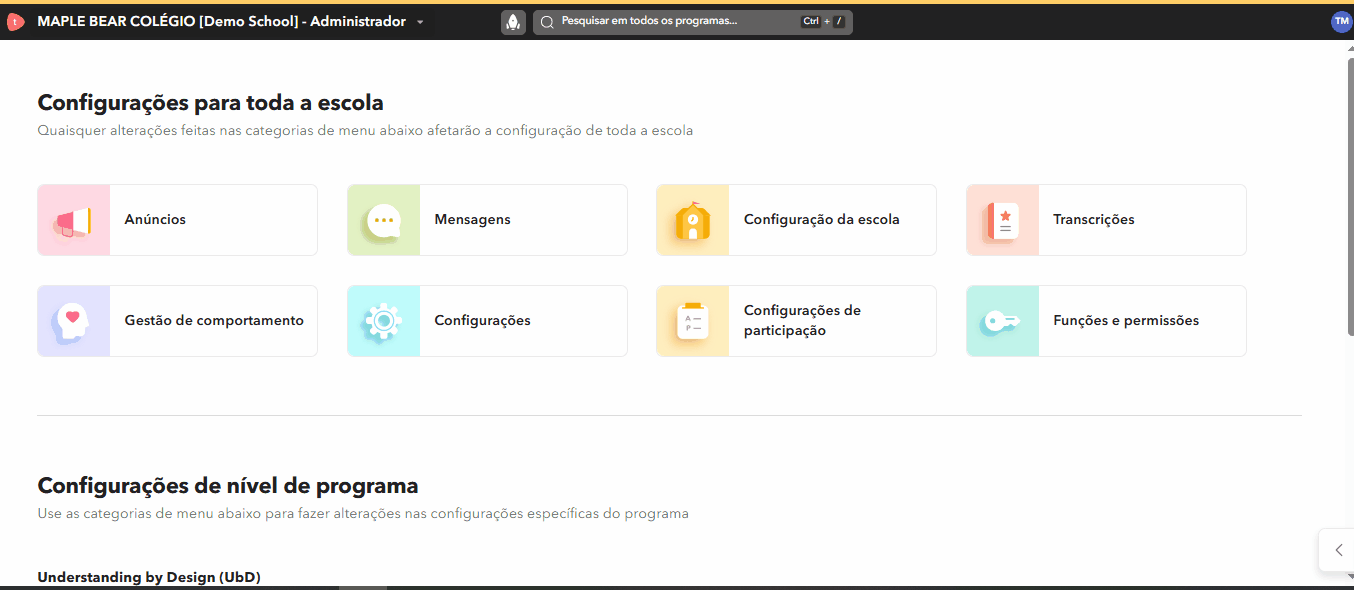 t
MAPLE BEAR COLÉGIO [Demo School] - Administrador
Pesquisar em todos os programas...
Ctrl + /
TM
Configurações para toda a escola
Quaisquer alterações feitas nas categorias de menu abaixo afetarão a configuração de toda a escola
Anúncios
Mensagens
Configuração da escola
Transcrições
Gestão de comportamento
Configurações
A
P
Configurações de
participação
Funções e permissões
Configurações de nível de programa
Use as categorias de menu abaixo para fazer alterações nas configurações específicas do programa
Understanding by Design (UbD)